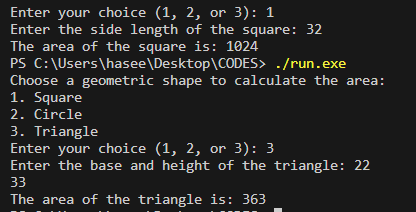 Enter your choice (1, 2, or 3): 1
Enter the side length of the square: 32
The area of the square is: 1024
PS C:\Users\hasee\Desktop\CODES> ./run.exe
Choose a geometric shape to calculate the area:
1. Square
2. Circle
3. Triangle
Enter your choice (1, 2, or 3): 3
Enter the base and height of the triangle: 22
33
The area of the triangle is: 363